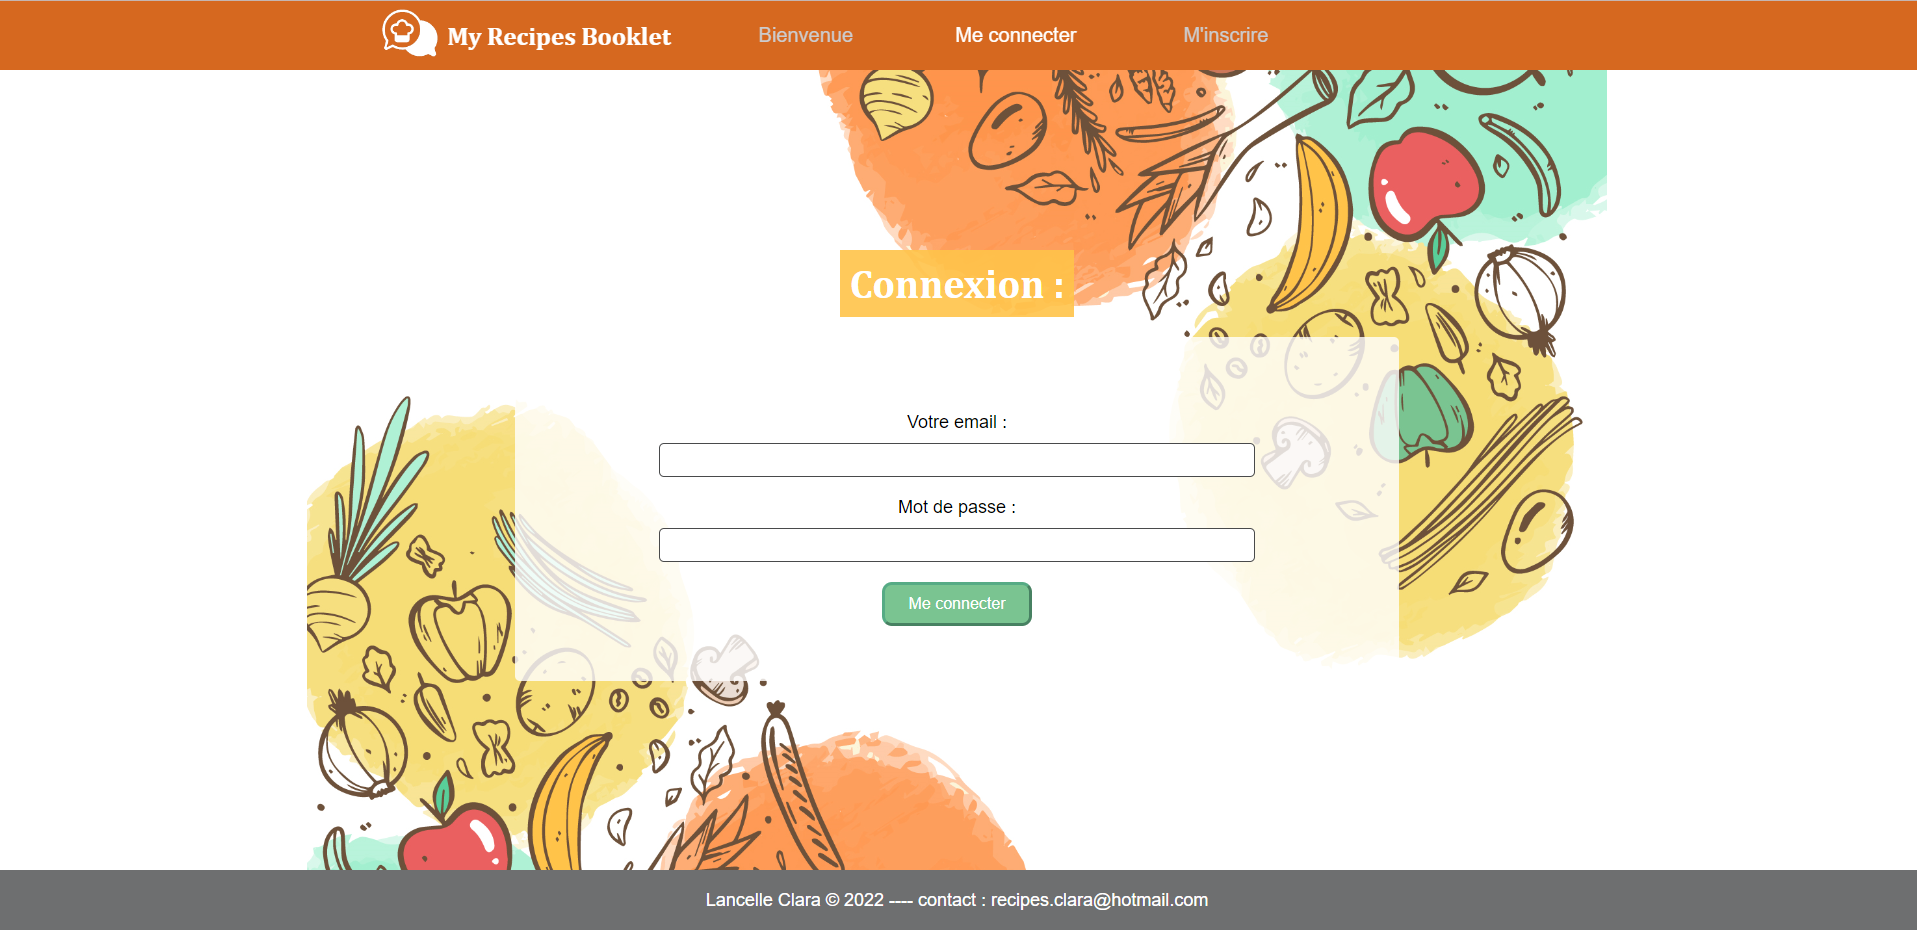 My Recipes Booklet
Bienvenue
Me connecter
M'inscrire
Connexion :
Votre email :
Mot de passe :
Me connecter
Lancelle Clara © 2022 ---- contact : recipes.clara@hotmail.com